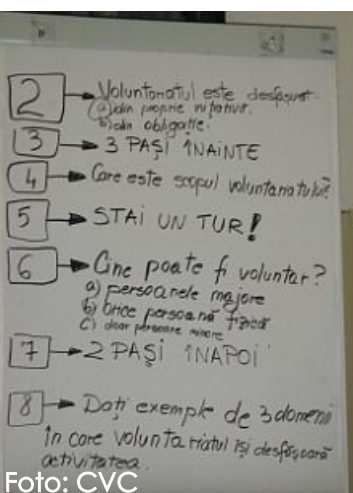 2 → Voluntariatul este desfășurat:
a) din proprie inițiativă.
b) din obligație.
3 → 3 PAȘI ÎNAINTE
4 → Care este scopul voluntariatului?
5 → STAI UN TUR!
6 → Cine poate fi voluntar?
a) persoanele majore
b) Orice persoană fizică
c) doar persoane minore
7 → 2 PAȘI ÎNAPOI
8 → Dați exemple de 3 domenii
în care voluntariatul își desfășoară
activitatea.
Foto: CVC